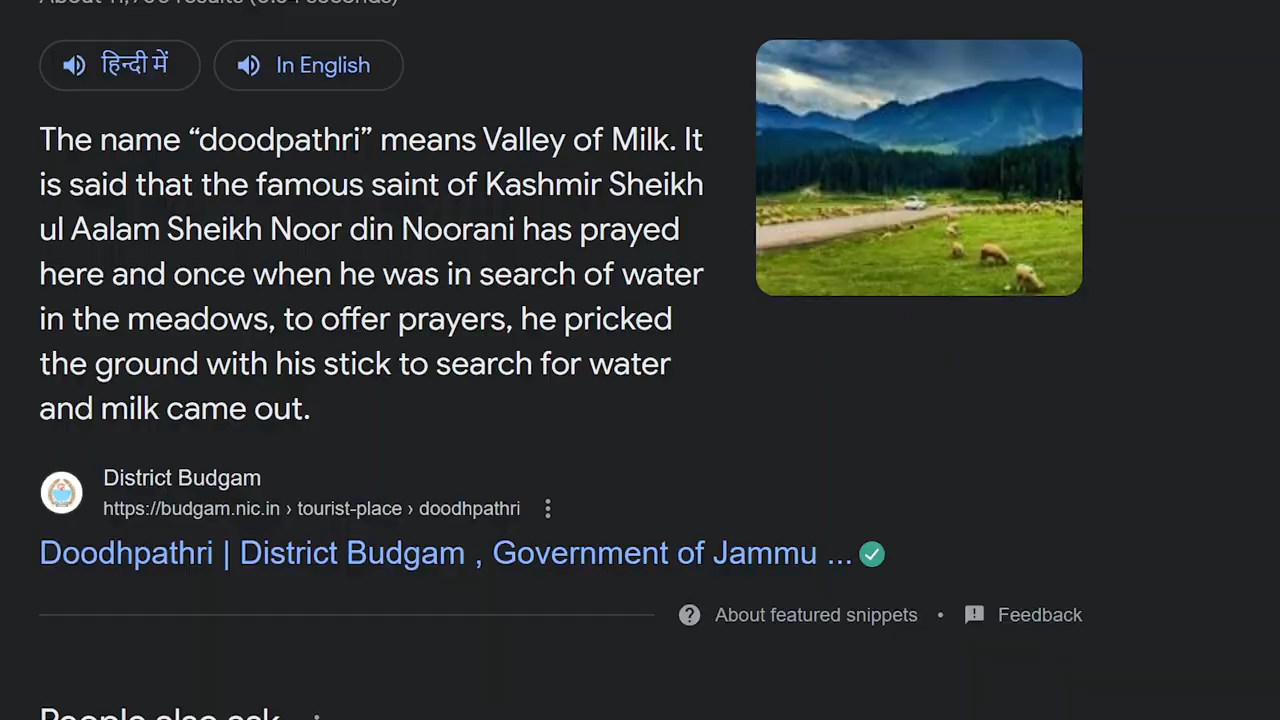 हिन्दी में
In English
The name “doodpathri” means Valley of Milk. It
is said that the famous saint of Kashmir Sheikh
ul Aalam Sheikh Noor din Noorani has prayed
here and once when he was in search of water
in the meadows, to offer prayers, he pricked
the ground with his stick to search for water
and milk came out.
District Budgam
https://budgam.nic.in › tourist-place › doodhpathri
Doodhpathri | District Budgam , Government of Jammu ...
About featured snippets • Feedback
People also ask